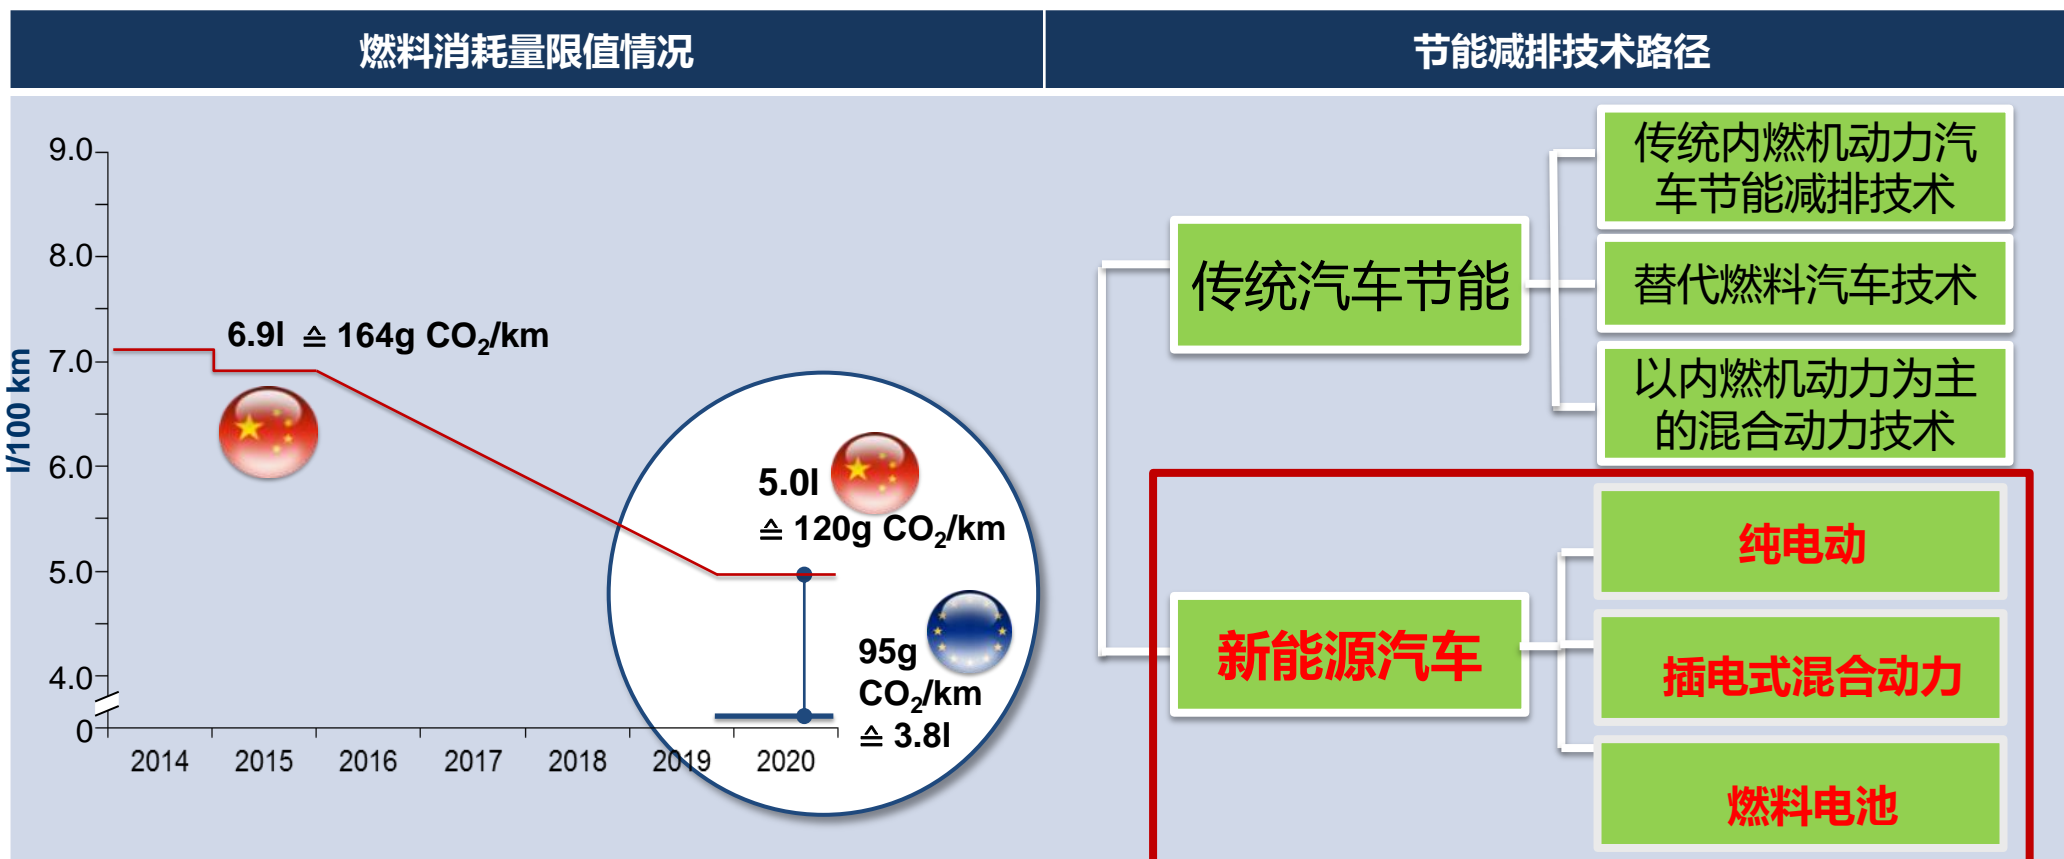 燃料消耗量限值情况
节能减排技术路径
l/100 km
9.0
8.0
7.0
6.0
5.0
4.0
0
2014
2015
2016
2017
2018
2019
2020
6.9l ≙ 164g CO₂/km
5.0l
≙ 120g CO₂/km
95g
CO₂/km
≙ 3.8l
传统汽车节能
传统内燃机动力汽
车节能减排技术
替代燃料汽车技术
以内燃机动力为主
的混合动力技术
新能源汽车
纯电动
插电式混合动力
燃料电池